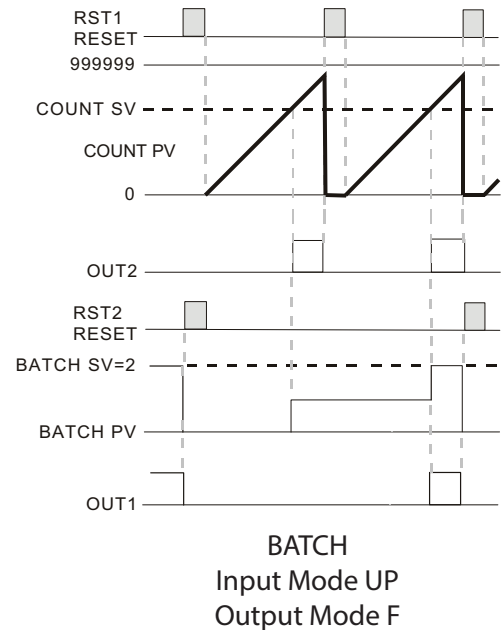 RST1
RESET
999999
COUNT SV
COUNT PV
0
OUT2
RST2
RESET
BATCH SV=2
BATCH PV
OUT1
BATCH
Input Mode UP
Output Mode F